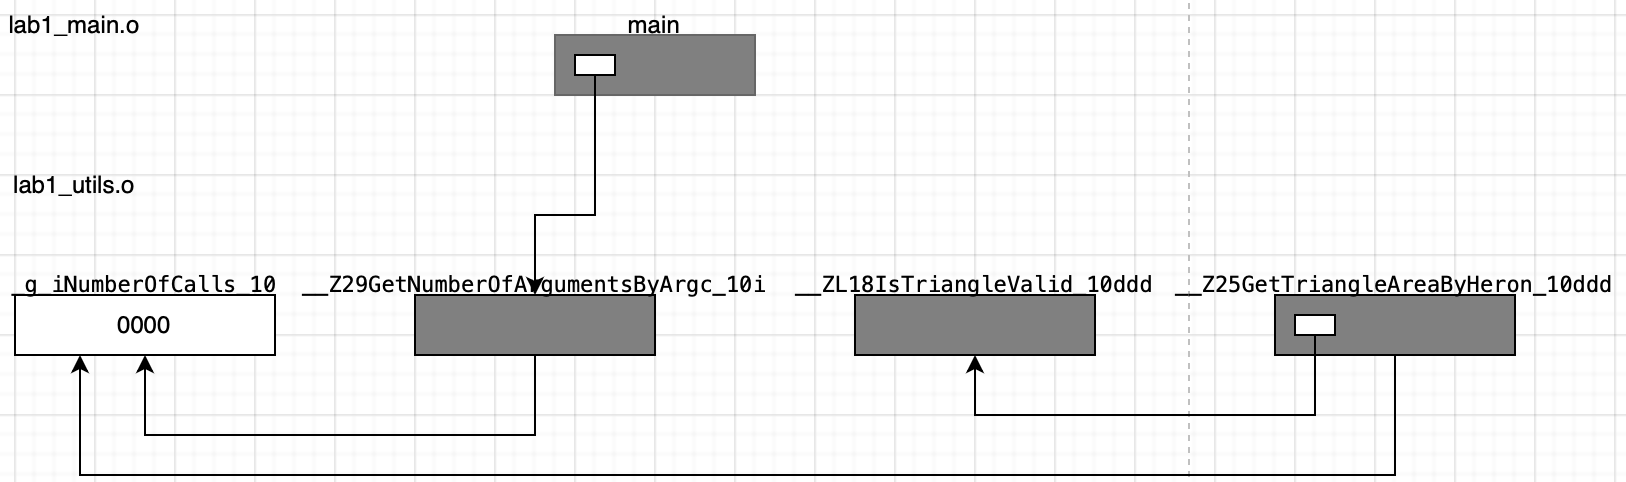 lab1_main.o
main
lab1_utils.o
_g_iNumberOfCalls_10
__Z29GetNumberOfArgumentsByArgc_10i
__ZL18IsTriangleValid_10ddd
__Z25GetTriangleAreaByHeron_10ddd
0000